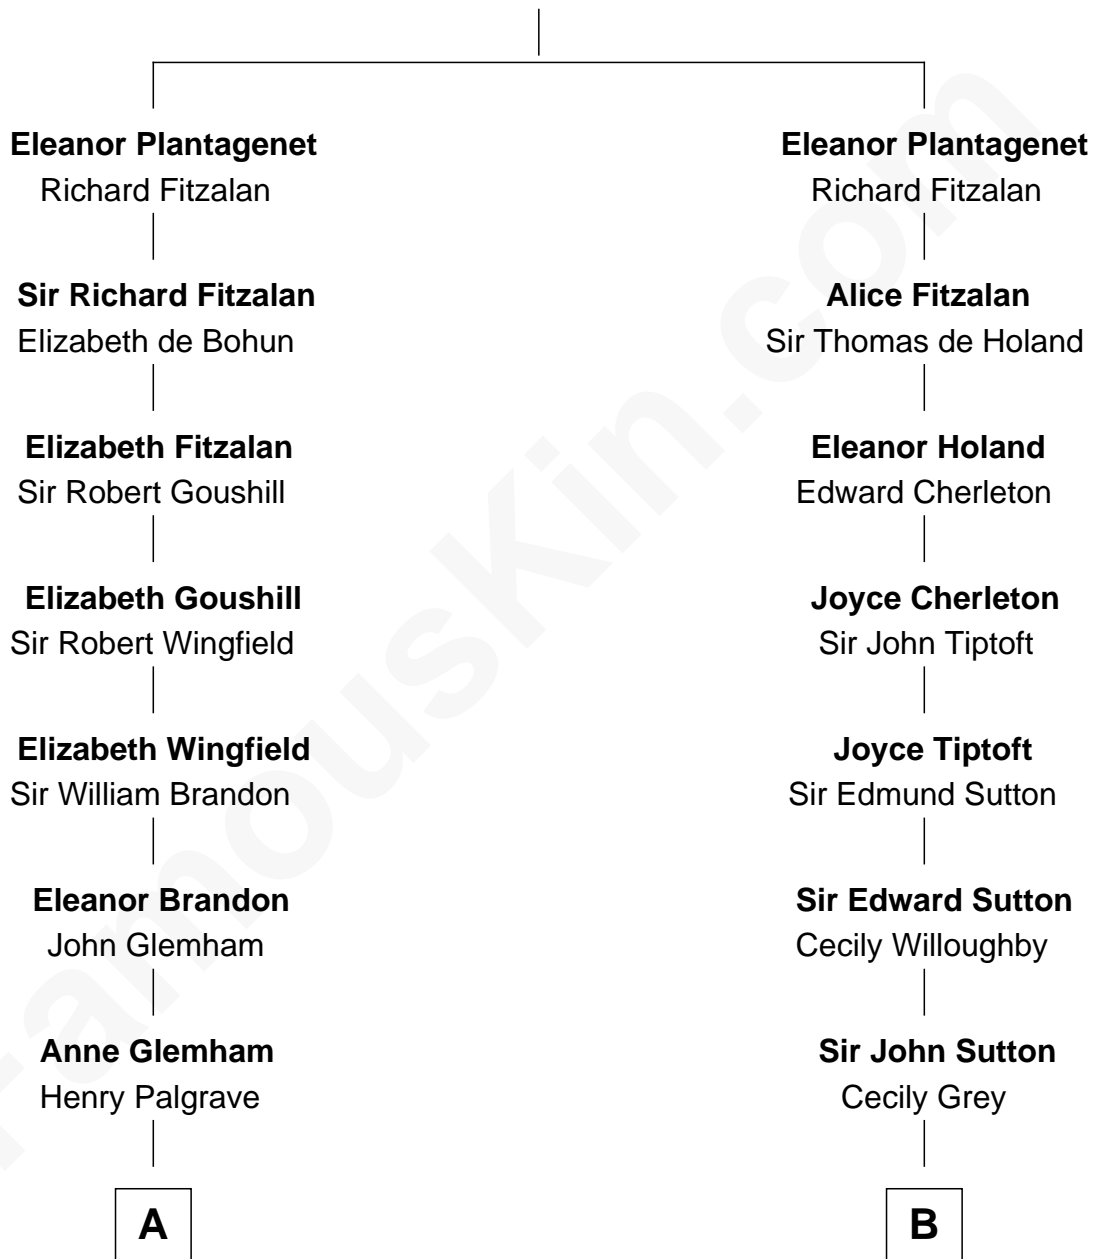 Eleanor Plantagenet
Richard Fitzalan
Sir Richard Fitzalan
Elizabeth de Bohun
Elizabeth Fitzalan
Sir Robert Goushill
Elizabeth Goushill
Sir Robert Wingfield
Elizabeth Wingfield
Sir William Brandon
Eleanor Brandon
John Glemham
Anne Glemham
Henry Palgrave
A
Eleanor Plantagenet
Richard Fitzalan
Alice Fitzalan
Sir Thomas de Holand
Eleanor Holand
Edward Cherleton
Joyce Cherleton
Sir John Tiptoft
Joyce Tiptoft
Sir Edmund Sutton
Sir Edward Sutton
Cecily Willoughby
Sir John Sutton
Cecily Grey
B
FamousKin.com